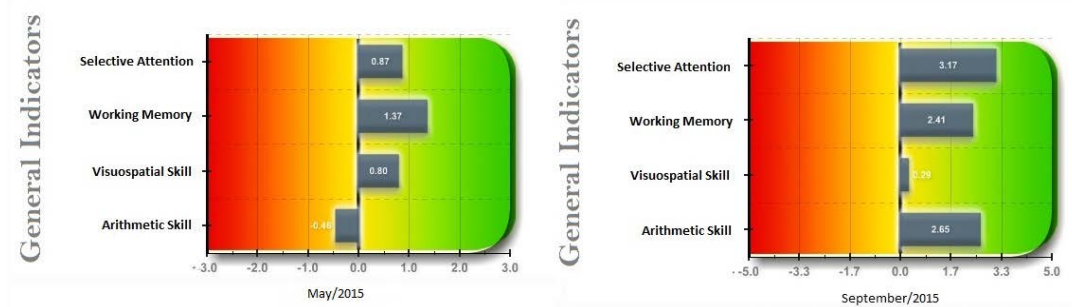 General Indicators
Selective Attention
0.87
Working Memory
1.37
Visuospatial Skill
0.80
Arithmetic Skill
-0.46
-3.0 -2.0 -1.0 0.0 1.0 2.0 3.0
May/2015
General Indicators
Selective Attention
3.17
Working Memory
2.41
Visuospatial Skill
0.29
Arithmetic Skill
2.65
-5.0 -3.3 -1.7 0.0 1.7 3.3 5.0
September/2015